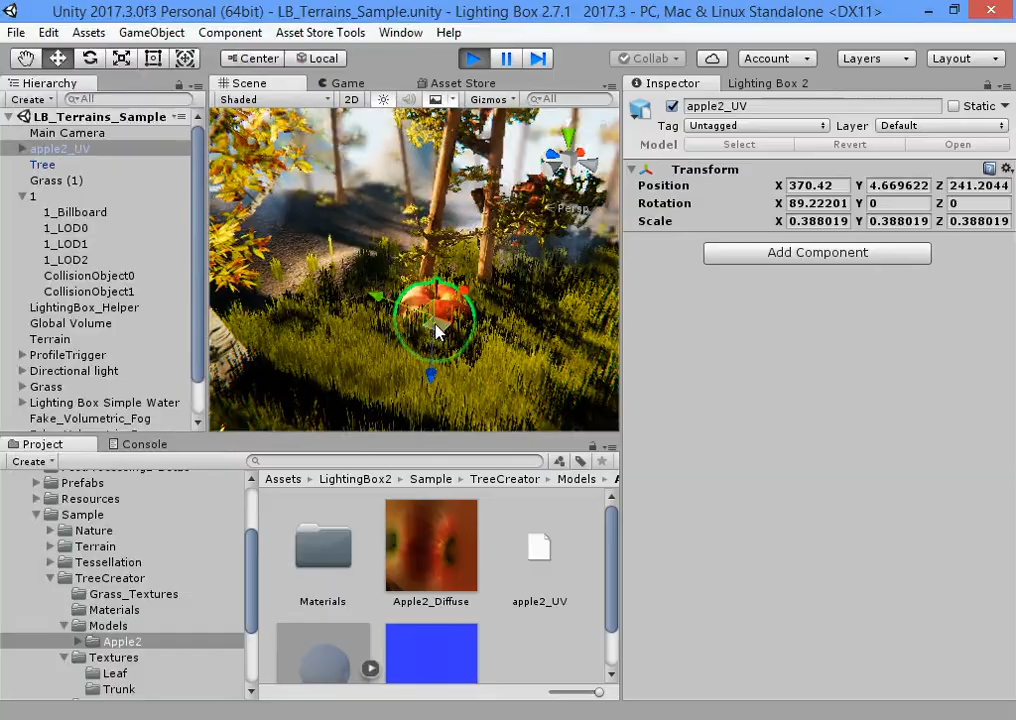 Unity 2017.3.0f3 Personal (64bit) - LB_Terrains_Sample.unity - Lighting Box 2.7.1 2017.3 - PC, Mac & Linux Standalone <DX11>
File Edit Assets GameObject Component Asset Store Tools Window Help
Center Local Collab Account Layers Layout
Hierarchy Scene Game Asset Store Inspector Lighting Box 2
Create All Shaded 2D Gizmos All apple2_UV Static
LB_Terrains_Sample
Tag Untagged Layer Default
Main Camera
Model Select Revert Open
apple2_UV
Tree
Transform
Grass (1)
Position X 370.42 Y 4.669622 Z 241.2044
1
Rotation X 89.22201 Y 0 Z 0
Persp
1_Billboard
Scale X 0.388019 Y 0.388019 Z 0.388019
1_LOD0
1_LOD1
Add Component
1_LOD2
CollisionObject0
CollisionObject1
LightingBox_Helper
Global Volume
Terrain
ProfileTrigger
Directional light
Grass
Lighting Box Simple Water
Fake_Volumetric_Fog
Project Console
Create
Prefabs
Assets LightingBox2 Sample TreeCreator Models
Resources
Sample
Nature
Terrain
Tessellation
TreeCreator
Grass_Textures
Materials Apple2_Diffuse apple2_UV
Materials
Models
Apple2
Textures
Leaf
Trunk